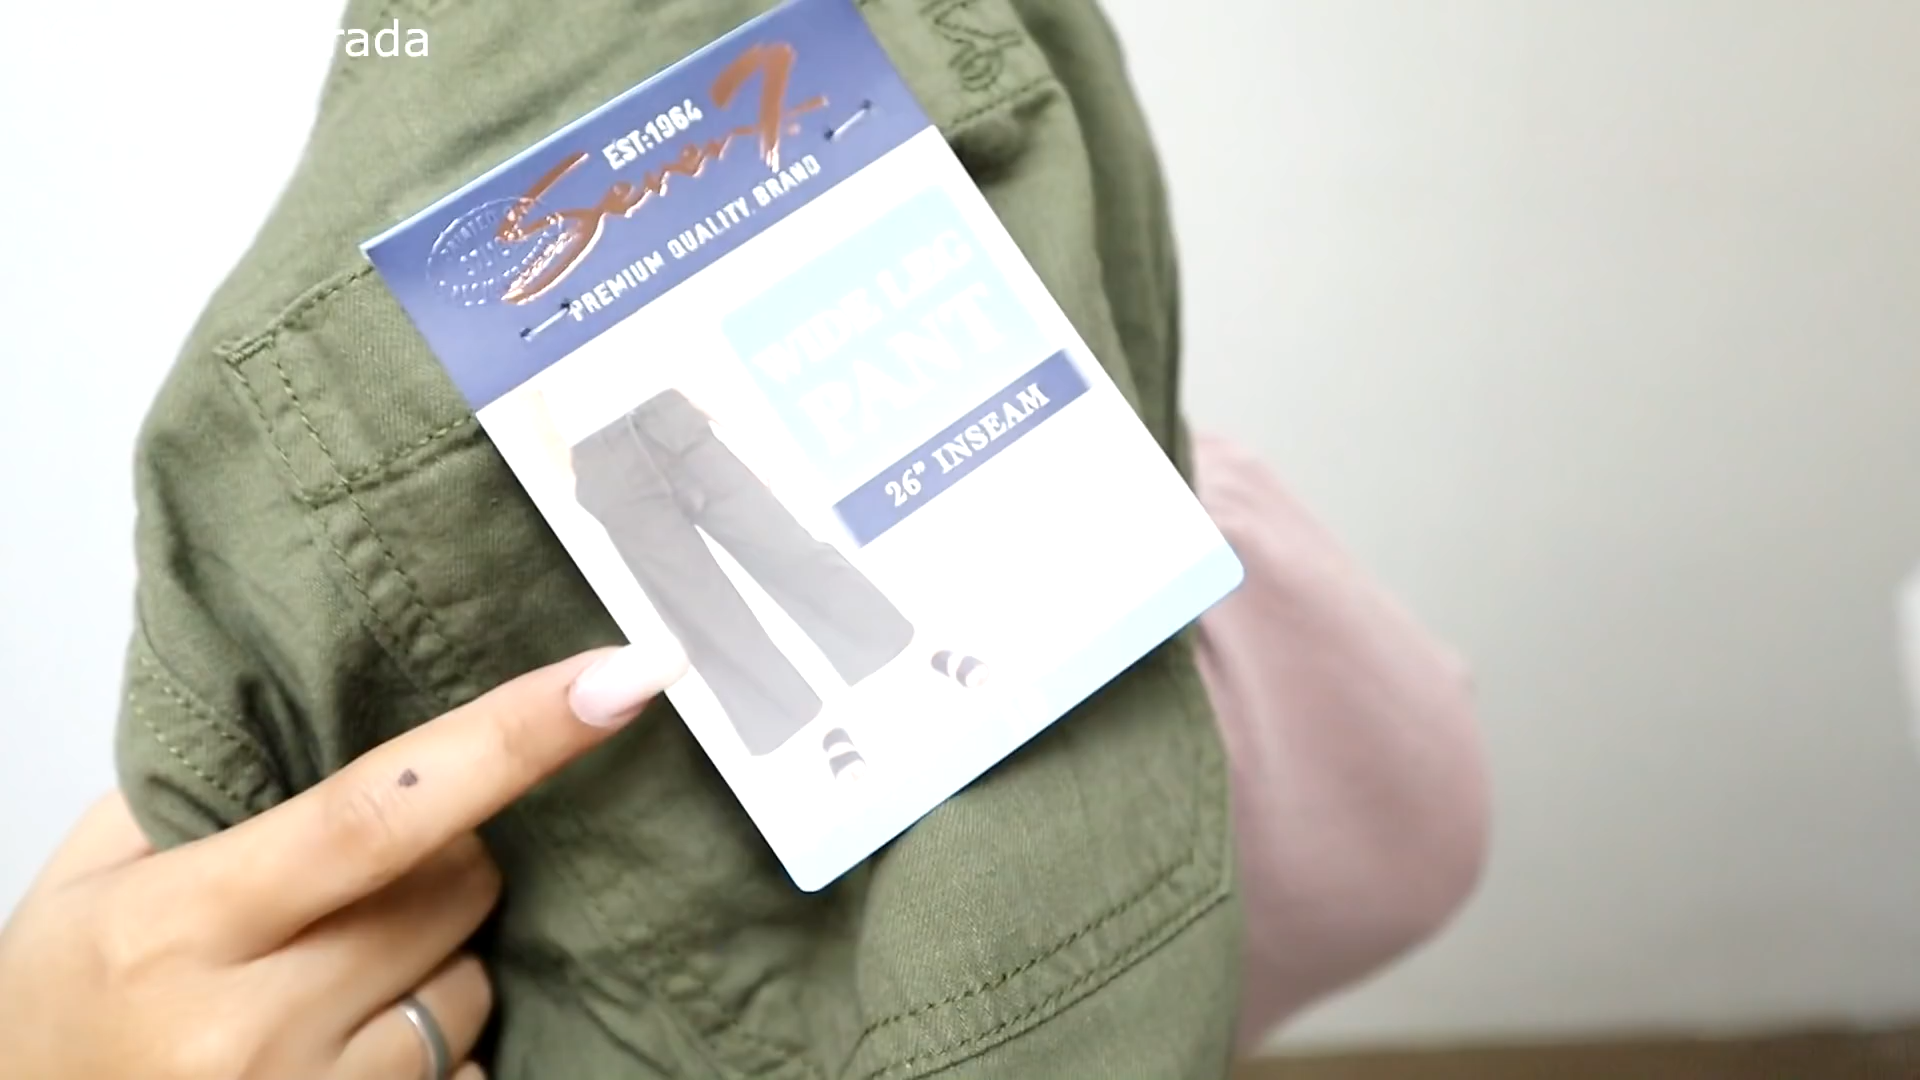 rada
EST:1964
Seven7
PREMIUM QUALITY. BRAND
WIDE LEG
PANT
26" INSEAM